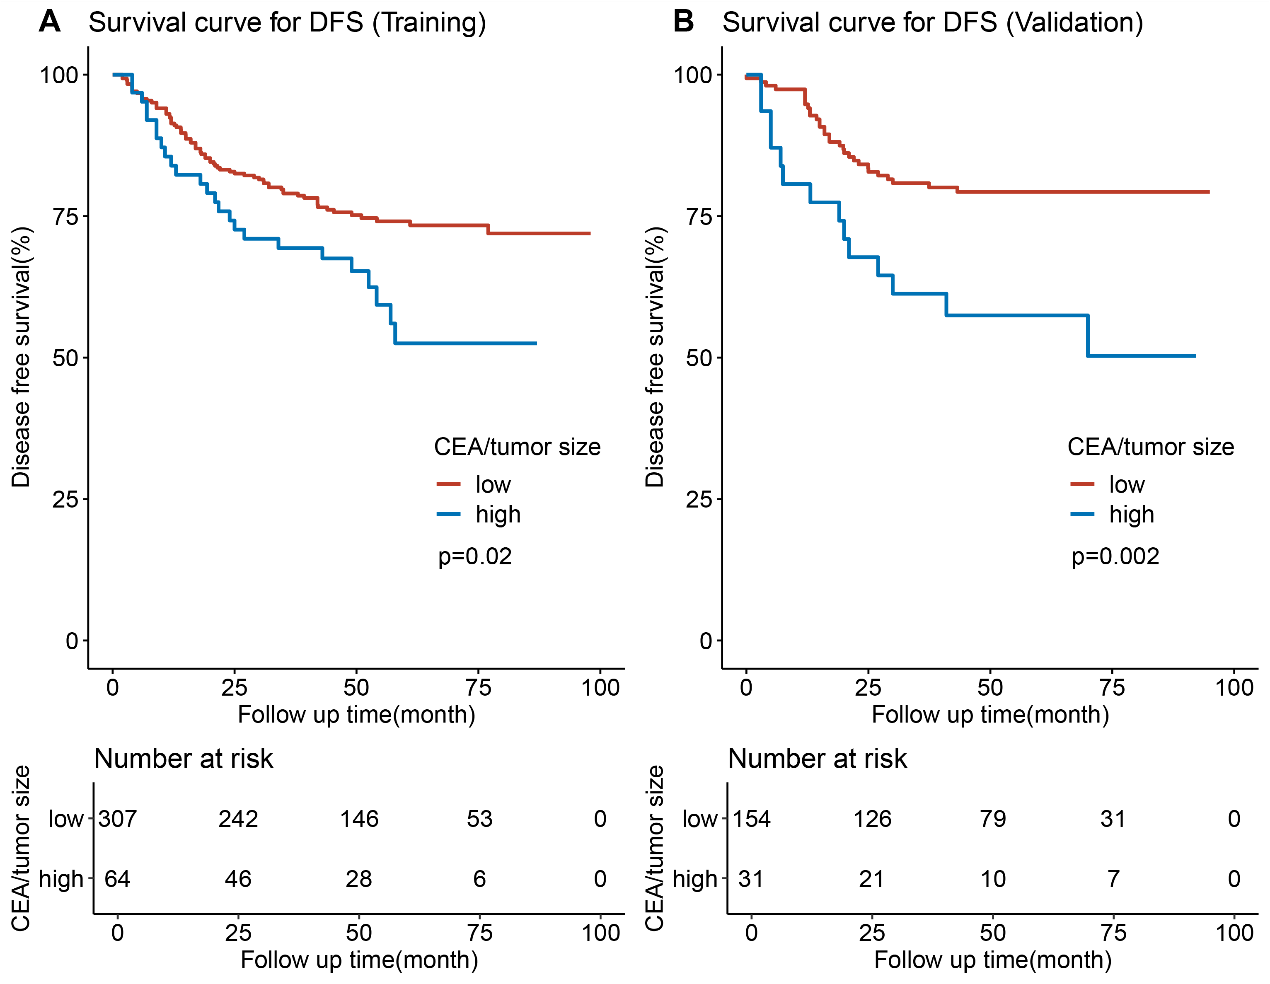 A Survival curve for DFS (Training)
100
75
50
25
0
Disease free survival(%)
CEA/tumor size
low
high
p=0.02
0 25 50 75 100
Follow up time(month)
Number at risk
CEA/tumor size
low 307 242 146 53 0
high 64 46 28 6 0
0 25 50 75 100
Follow up time(month)
B Survival curve for DFS (Validation)
100
75
50
25
0
Disease free survival(%)
CEA/tumor size
low
high
p=0.002
0 25 50 75 100
Follow up time(month)
Number at risk
CEA/tumor size
low 154 126 79 31 0
high 31 21 10 7 0
0 25 50 75 100
Follow up time(month)